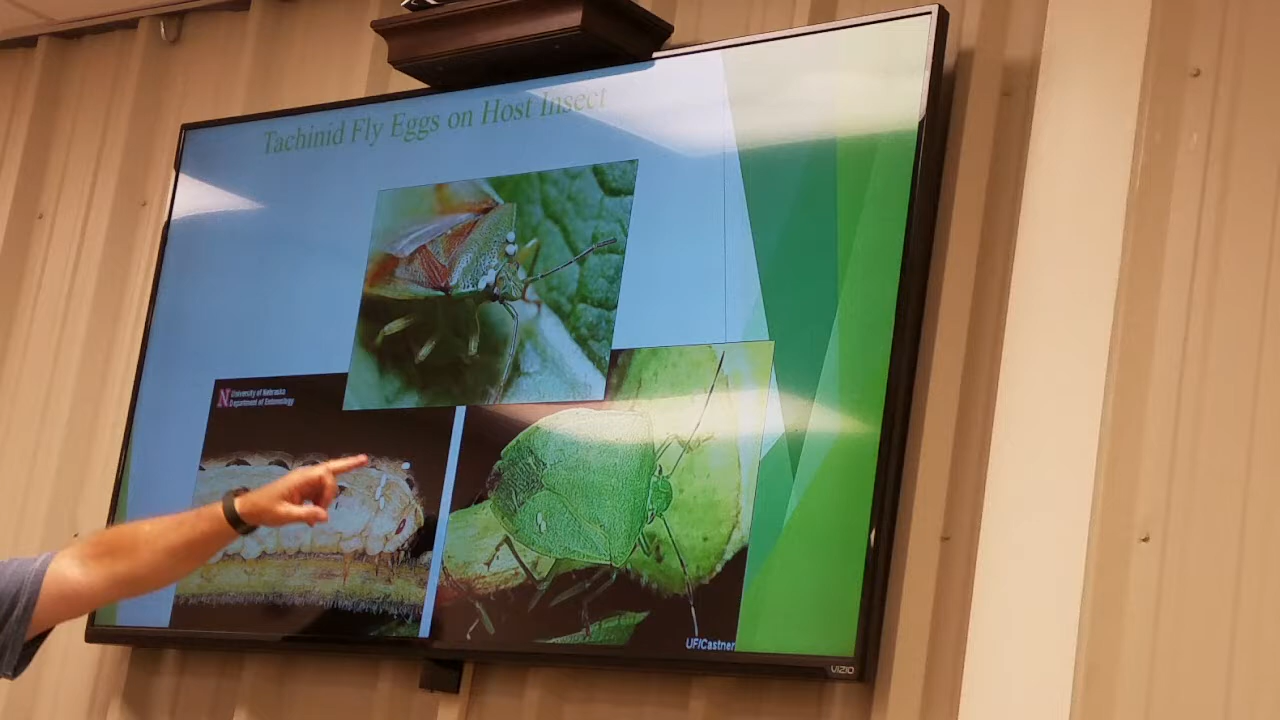 Tachinid Fly Eggs on Host Insect
N University of Nebraska
Department of Entomology
UF/Castner
VIZIO